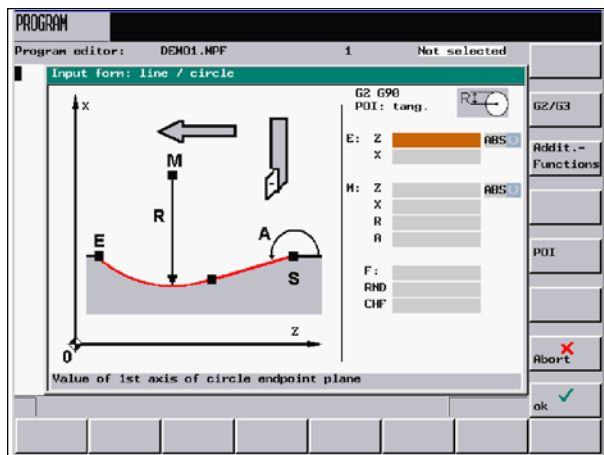 PROGRAM
Program editor: DEMO1.MPF 1 Not selected
Input form: line / circle
G2 G90
POI: tang.
RI
X
M
R
E
A
S
Z
0
E: Z ABS
X
M: Z ABS
X
R
A
F:
RND
CHF
Value of 1st axis of circle endpoint plane
G2/G3
Addit.-
Functions
POI
Abort
ok